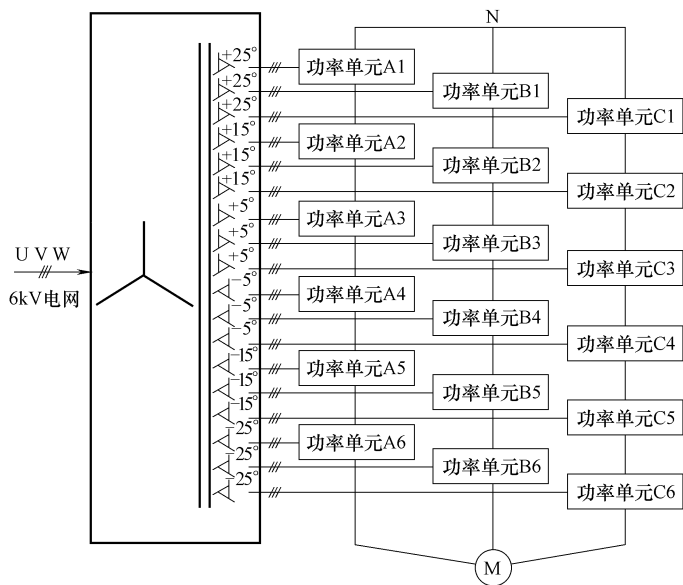 N
+25°
功率单元A1
+25°
功率单元B1
+25°
功率单元C1
+15°
功率单元A2
+15°
功率单元B2
+15°
功率单元C2
+5°
功率单元A3
+5°
功率单元B3
+5°
功率单元C3
U V W
6kV电网
-5°
功率单元A4
-5°
功率单元B4
-5°
功率单元C4
-15°
功率单元A5
-15°
功率单元B5
-15°
功率单元C5
-25°
功率单元A6
-25°
功率单元B6
-25°
功率单元C6
M